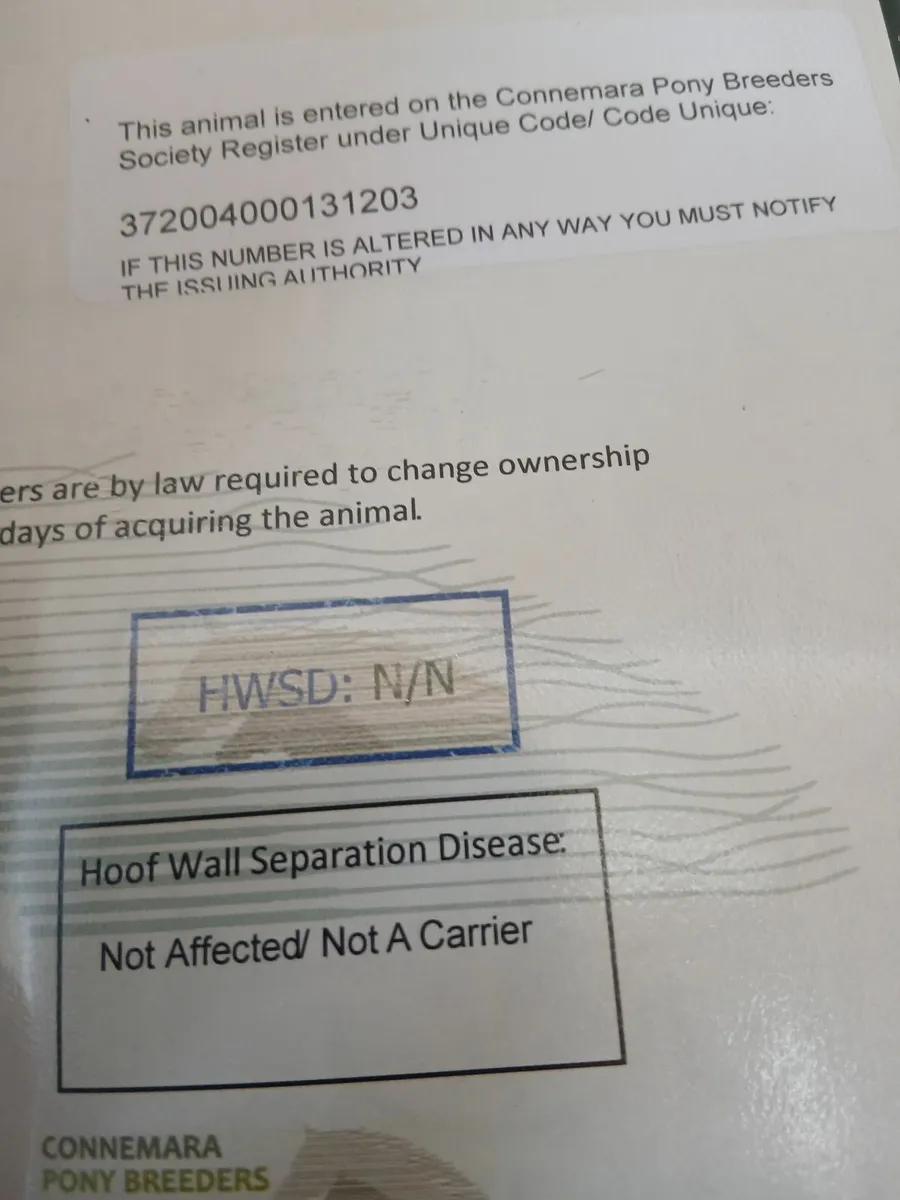 This animal is entered on the Connemara Pony Breeders
Society Register under Unique Code/ Code Unique:
372004000131203
IF THIS NUMBER IS ALTERED IN ANY WAY YOU MUST NOTIFY
THE ISSUING AUTHORITY
ers are by law required to change ownership
days of acquiring the animal.
HWSD: N/N
Hoof Wall Separation Disease:
Not Affected/ Not A Carrier
CONNEMARA
PONY BREEDERS